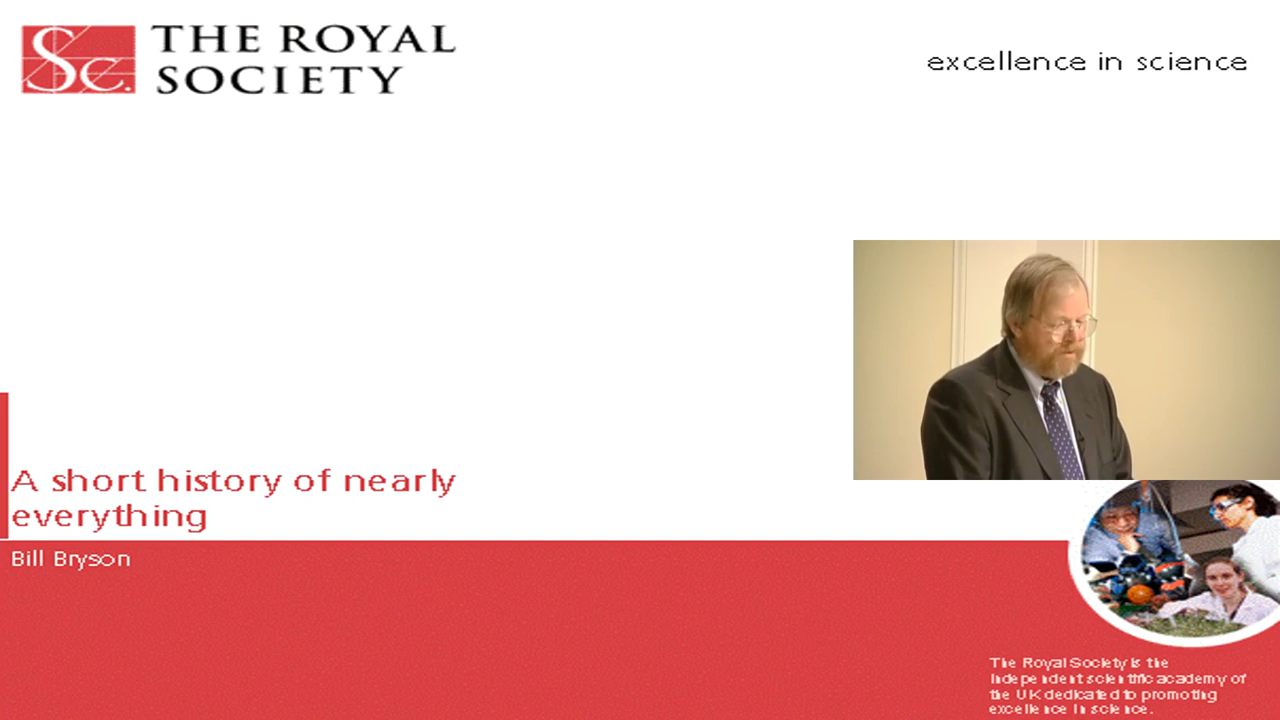 Sc.
THE ROYAL
SOCIETY
excellence in science
A short history of nearly
everything
Bill Bryson
The Royal Society is the
independent scientific academy of
the UK dedicated to promoting
excellence in science.